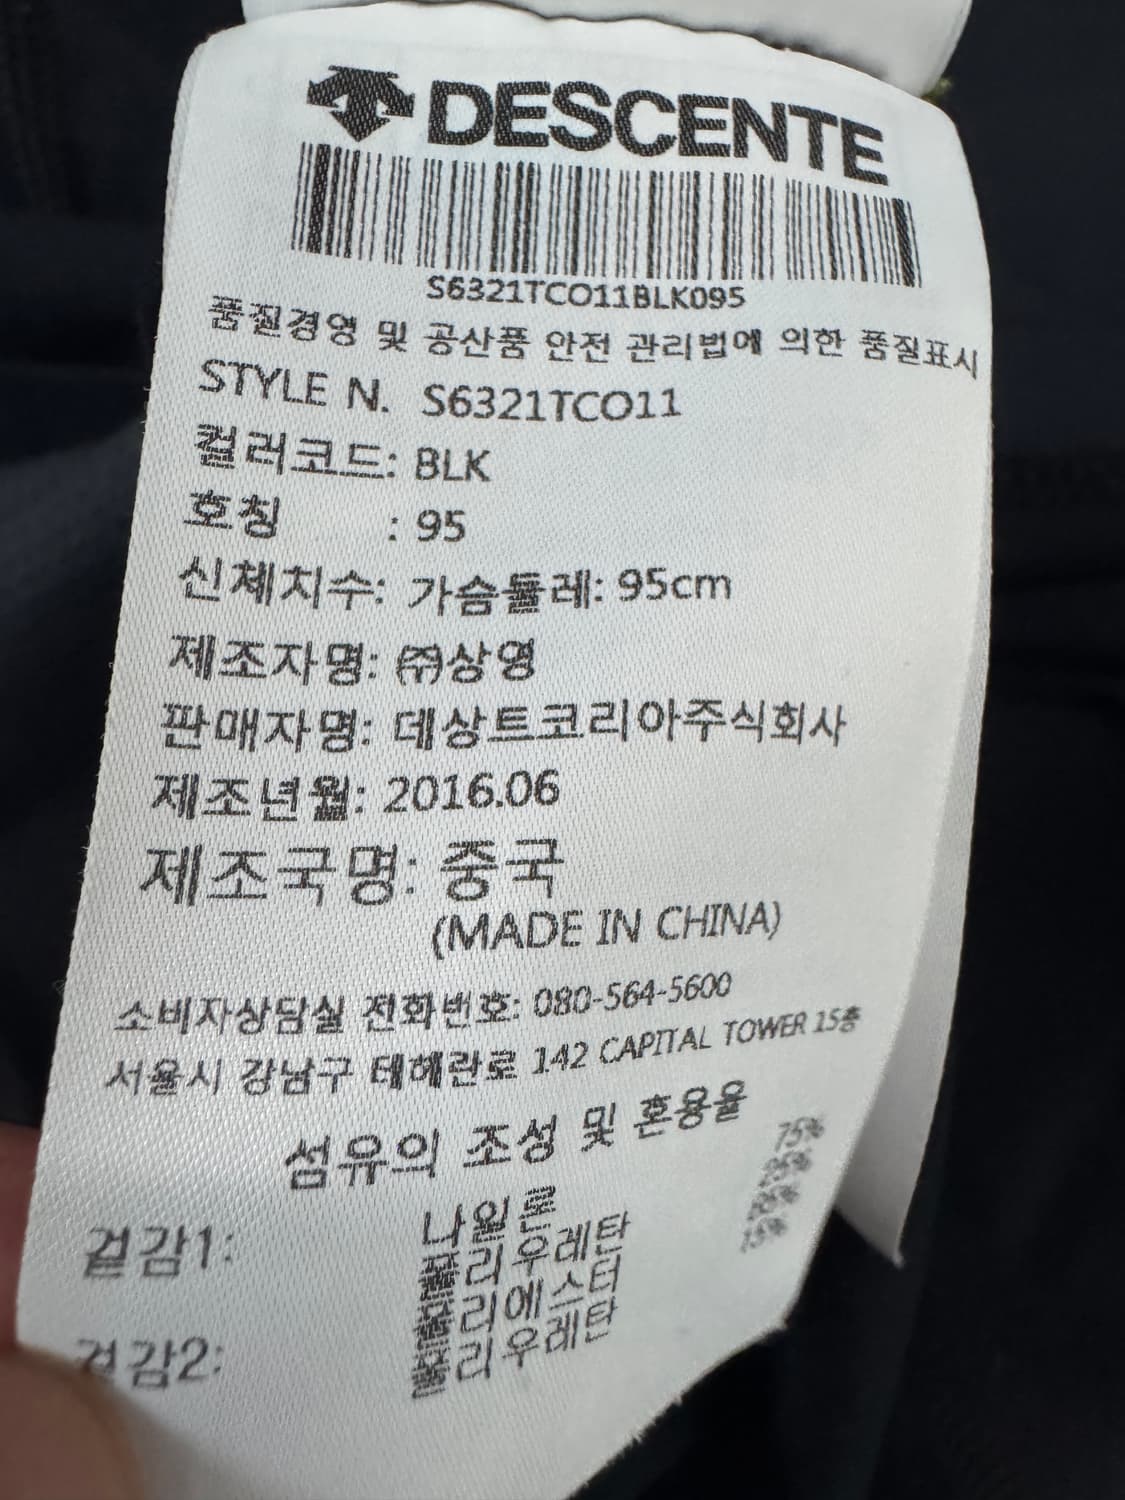 DESCENTE
S6321TCO11BLK095
품질경영 및 공산품 안전 관리법에 의한 품질표시
STYLE N. S6321TCO11
컬러코드: BLK
호칭 : 95
신체치수: 가슴둘레: 95cm
제조자명: ㈜상영
판매자명: 데상트코리아주식회사
제조년월: 2016.06
제조국명: 중국
(MADE IN CHINA)
소비자상담실 전화번호: 080-564-5600
서울시 강남구 테헤란로 142 CAPITAL TOWER 15층
섬유의 조성 및 혼용율
겉감1: 나일론 75%
폴리우레탄
폴리에스터
겉감2: 폴리우레탄